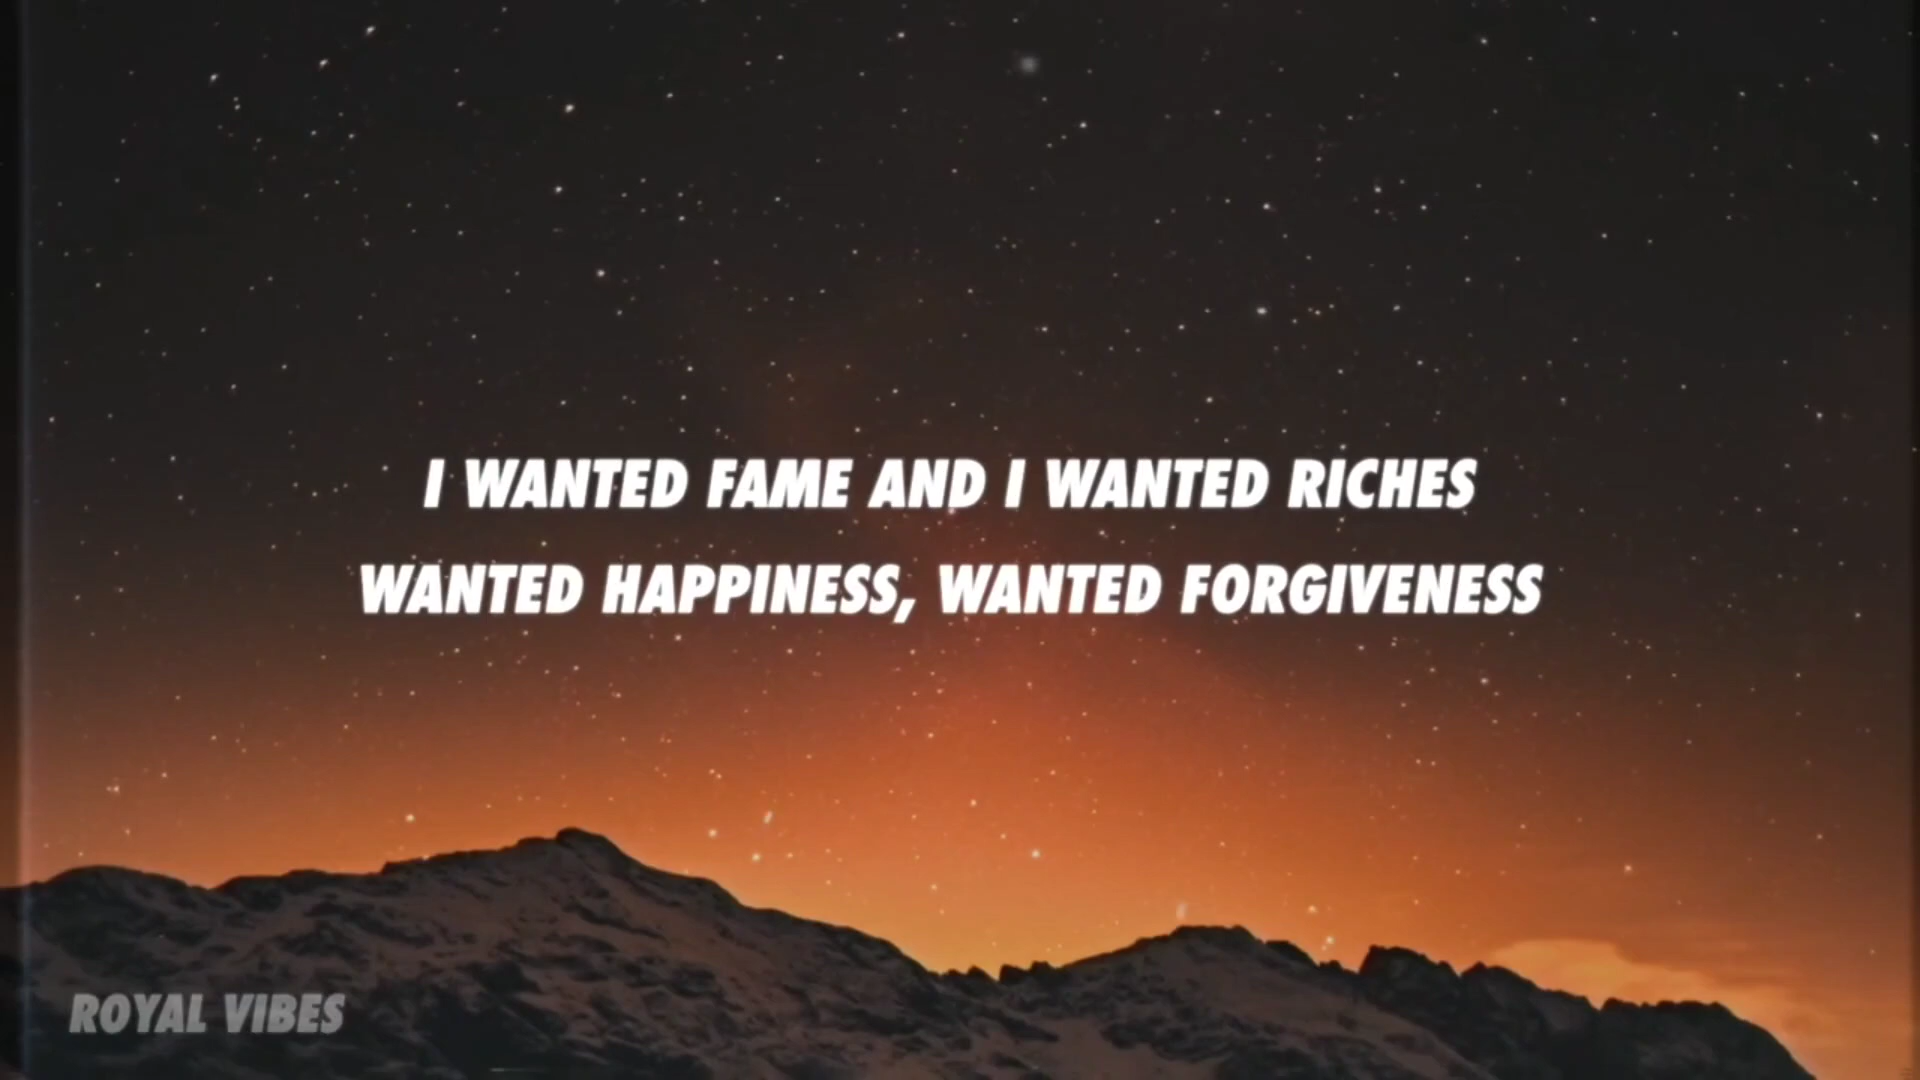 I WANTED FAME AND I WANTED RICHES
WANTED HAPPINESS, WANTED FORGIVENESS
ROYAL VIBES